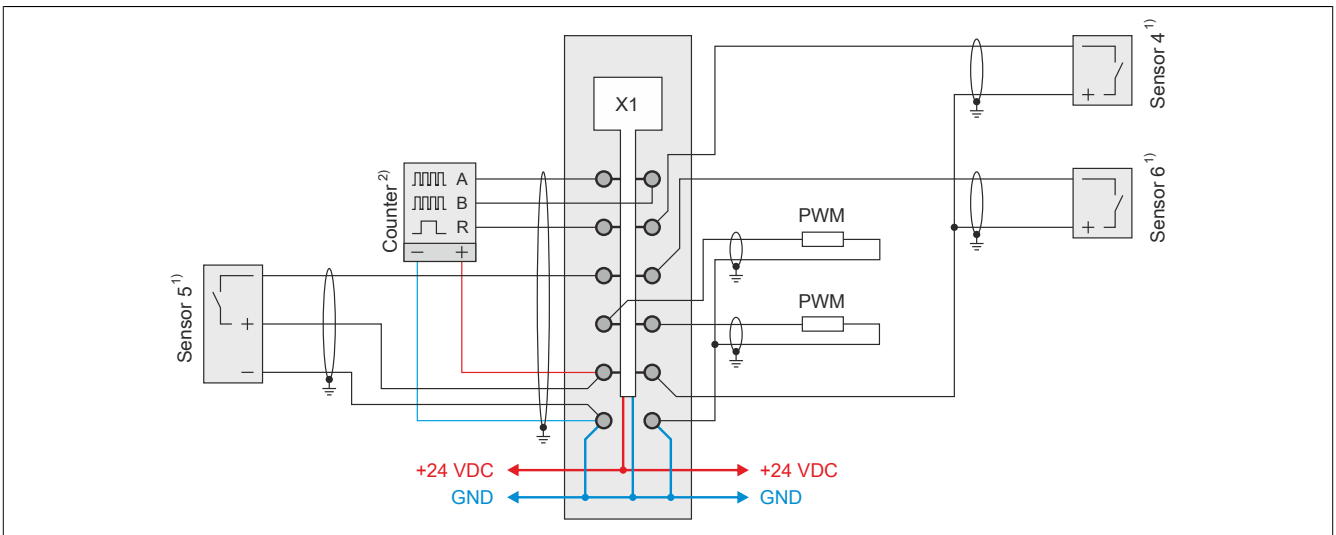 X1
Sensor 4 1)
+
Counter 2)
A
B
R
− +
Sensor 6 1)
+
PWM
Sensor 5 1)
+
−
PWM
+24 VDC +24 VDC
GND GND